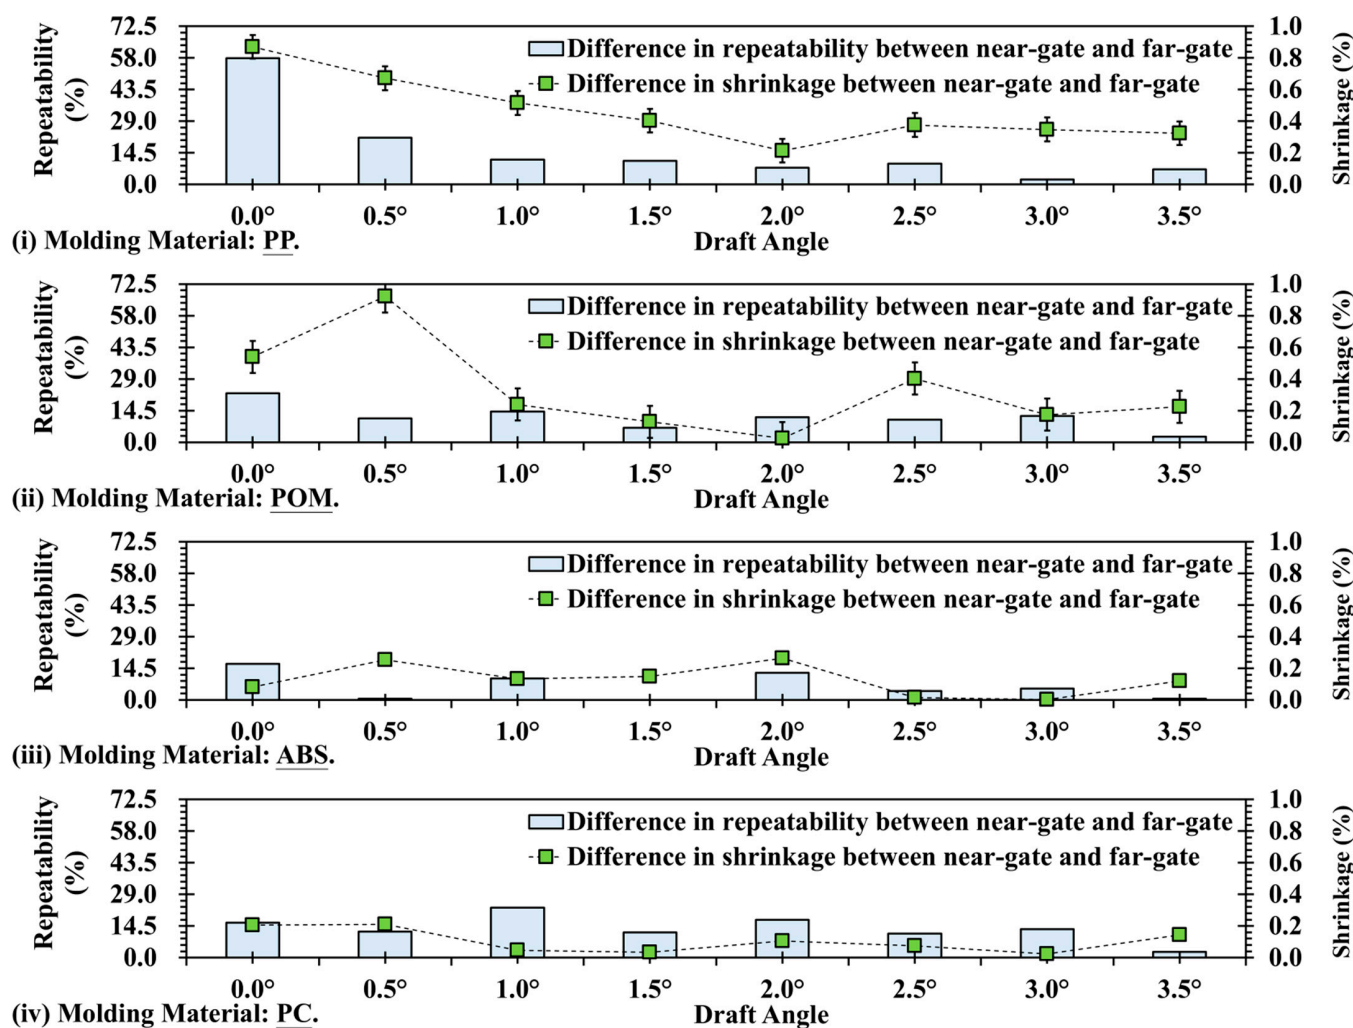 72.5
58.0
43.5
29.0
14.5
0.0
Repeatability
(%)
Difference in repeatability between near-gate and far-gate
Difference in shrinkage between near-gate and far-gate
1.0
0.8
0.6
0.4
0.2
0.0
Shrinkage (%)
0.0° 0.5° 1.0° 1.5° 2.0° 2.5° 3.0° 3.5°
(i) Molding Material: PP. Draft Angle
72.5
58.0
43.5
29.0
14.5
0.0
Repeatability
(%)
Difference in repeatability between near-gate and far-gate
Difference in shrinkage between near-gate and far-gate
1.0
0.8
0.6
0.4
0.2
0.0
Shrinkage (%)
0.0° 0.5° 1.0° 1.5° 2.0° 2.5° 3.0° 3.5°
(ii) Molding Material: POM. Draft Angle
72.5
58.0
43.5
29.0
14.5
0.0
Repeatability
(%)
Difference in repeatability between near-gate and far-gate
Difference in shrinkage between near-gate and far-gate
1.0
0.8
0.6
0.4
0.2
0.0
Shrinkage (%)
0.0° 0.5° 1.0° 1.5° 2.0° 2.5° 3.0° 3.5°
(iii) Molding Material: ABS. Draft Angle
72.5
58.0
43.5
29.0
14.5
0.0
Repeatability
(%)
Difference in repeatability between near-gate and far-gate
Difference in shrinkage between near-gate and far-gate
1.0
0.8
0.6
0.4
0.2
0.0
Shrinkage (%)
0.0° 0.5° 1.0° 1.5° 2.0° 2.5° 3.0° 3.5°
(iv) Molding Material: PC. Draft Angle